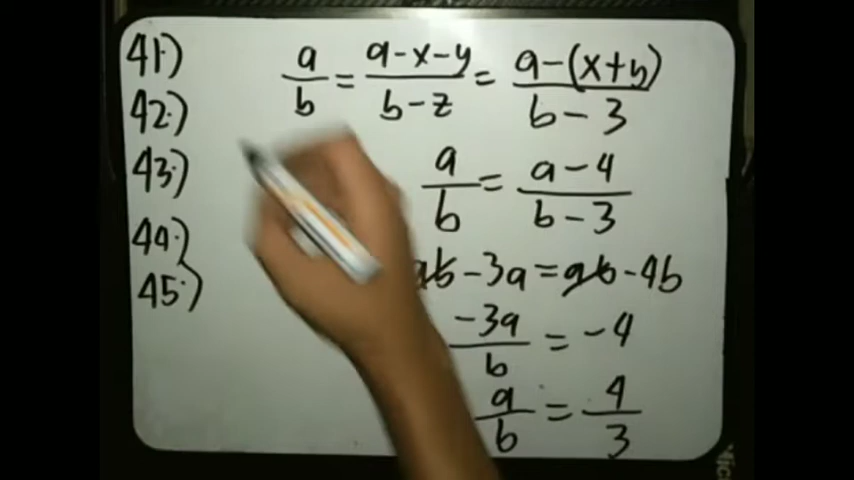 41.)
42.)
43.)
44.)
45.)
a/b = (a-x-y)/(b-z) = (a-(x+y))/(b-3)
a/b = (a-4)/(b-3)
ab-3a=ab-4b
-3a/b = -4
a/b = 4/3